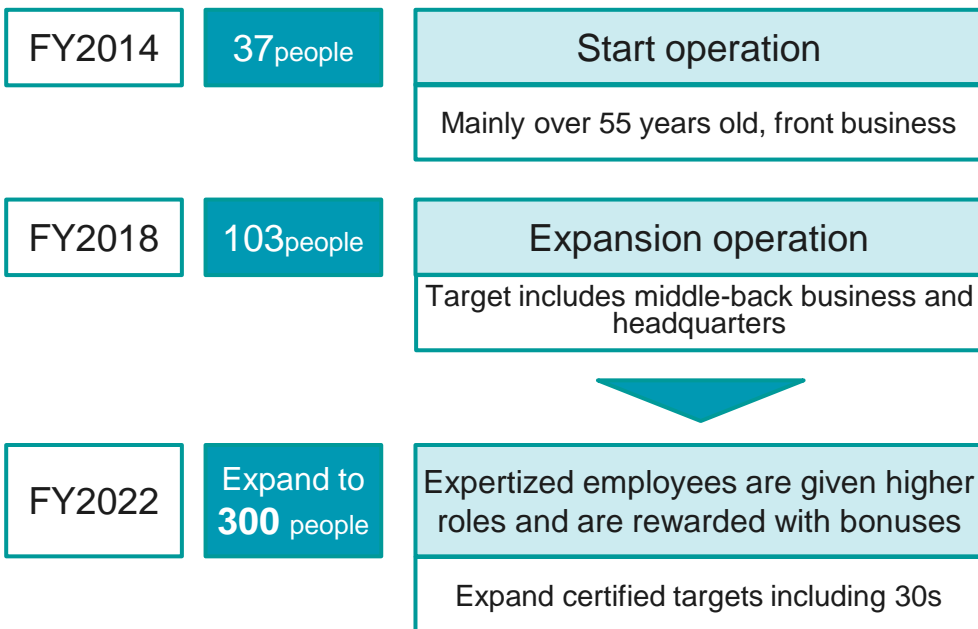 FY2014
37people
Start operation
Mainly over 55 years old, front business
FY2018
103people
Expansion operation
Target includes middle-back business and
headquarters
FY2022
Expand to
300 people
Expertized employees are given higher
roles and are rewarded with bonuses
Expand certified targets including 30s